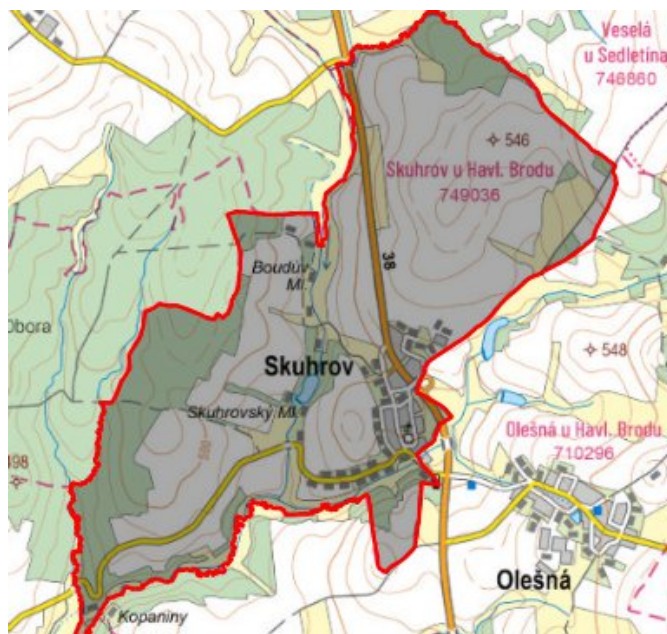 Veselá
u Sedletína
746860
546
Skuhrov u Havl. Brodu
749036
38
Boudův
Ml.
Obora
548
Skuhrov
Skuhrovský Ml.
Olešná u Havl. Brodu
710296
498
Olešná
Kopaniny